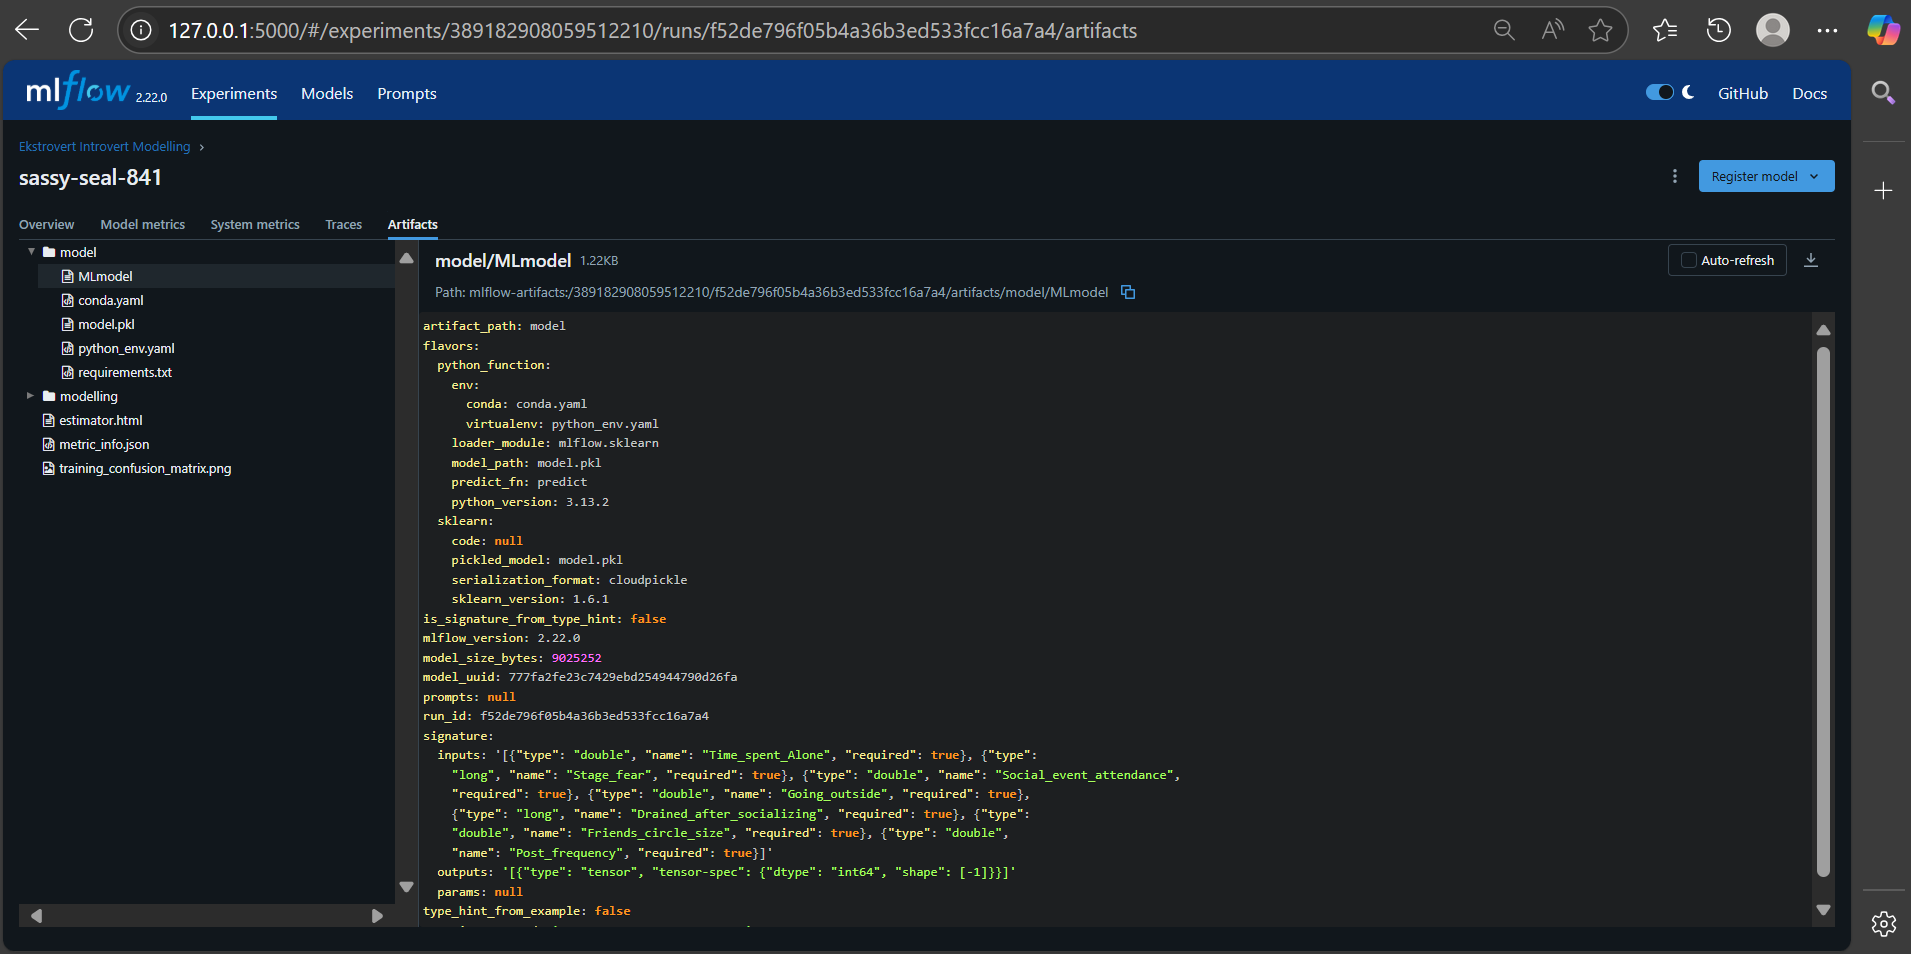 127.0.0.1:5000/#/experiments/389182908059512210/runs/f52de796f05b4a36b3ed533fcc16a7a4/artifacts
mlflow 2.22.0 Experiments Models Prompts GitHub Docs
Ekstrovert Introvert Modelling
sassy-seal-841
Register model
Overview Model metrics System metrics Traces Artifacts
model
MLmodel
conda.yaml
model.pkl
python_env.yaml
requirements.txt
modelling
estimator.html
metric_info.json
training_confusion_matrix.png
model/MLmodel 1.22KB
Auto-refresh
Path: mlflow-artifacts:/389182908059512210/f52de796f05b4a36b3ed533fcc16a7a4/artifacts/model/MLmodel
artifact_path: model
flavors:
python_function:
env:
conda: conda.yaml
virtualenv: python_env.yaml
loader_module: mlflow.sklearn
model_path: model.pkl
predict_fn: predict
python_version: 3.13.2
sklearn:
code: null
pickled_model: model.pkl
serialization_format: cloudpickle
sklearn_version: 1.6.1
is_signature_from_type_hint: false
mlflow_version: 2.22.0
model_size_bytes: 9025252
model_uuid: 777fa2fe23c7429ebd254944790d26fa
prompts: null
run_id: f52de796f05b4a36b3ed533fcc16a7a4
signature:
inputs: '[{"type": "double", "name": "Time_spent_Alone", "required": true}, {"type":
"long", "name": "Stage_fear", "required": true}, {"type": "double", "name": "Social_event_attendance",
"required": true}, {"type": "double", "name": "Going_outside", "required": true},
{"type": "long", "name": "Drained_after_socializing", "required": true}, {"type":
"double", "name": "Friends_circle_size", "required": true}, {"type": "double",
"name": "Post_frequency", "required": true}]'
outputs: '[{"type": "tensor", "tensor-spec": {"dtype": "int64", "shape": [-1]}}]'
params: null
type_hint_from_example: false